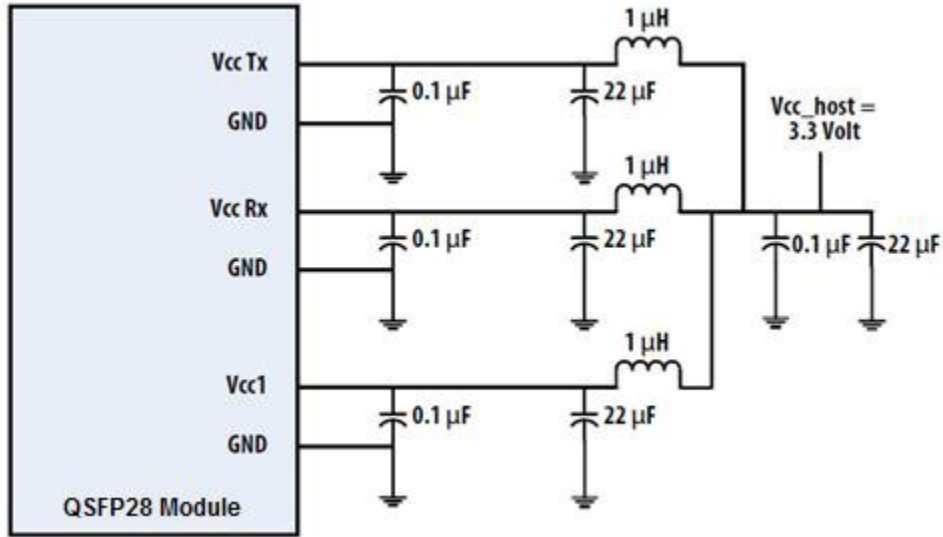 1 µH
Vcc Tx
0.1 µF
22 µF
Vcc_host =
3.3 Volt
GND
1 µH
Vcc Rx
0.1 µF
22 µF
0.1 µF
22 µF
GND
1 µH
Vcc1
0.1 µF
22 µF
GND
QSFP28 Module